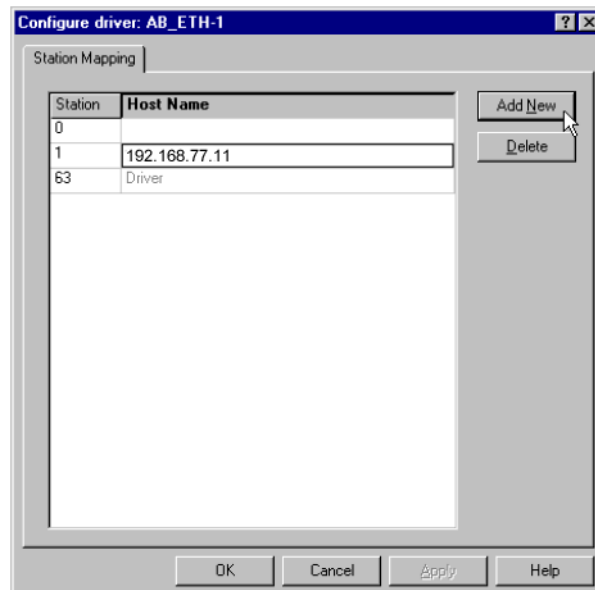 Configure driver: AB_ETH-1
Station Mapping
Station Host Name
0
1 192.168.77.11
63 Driver
Add New
Delete
OK Cancel Apply Help